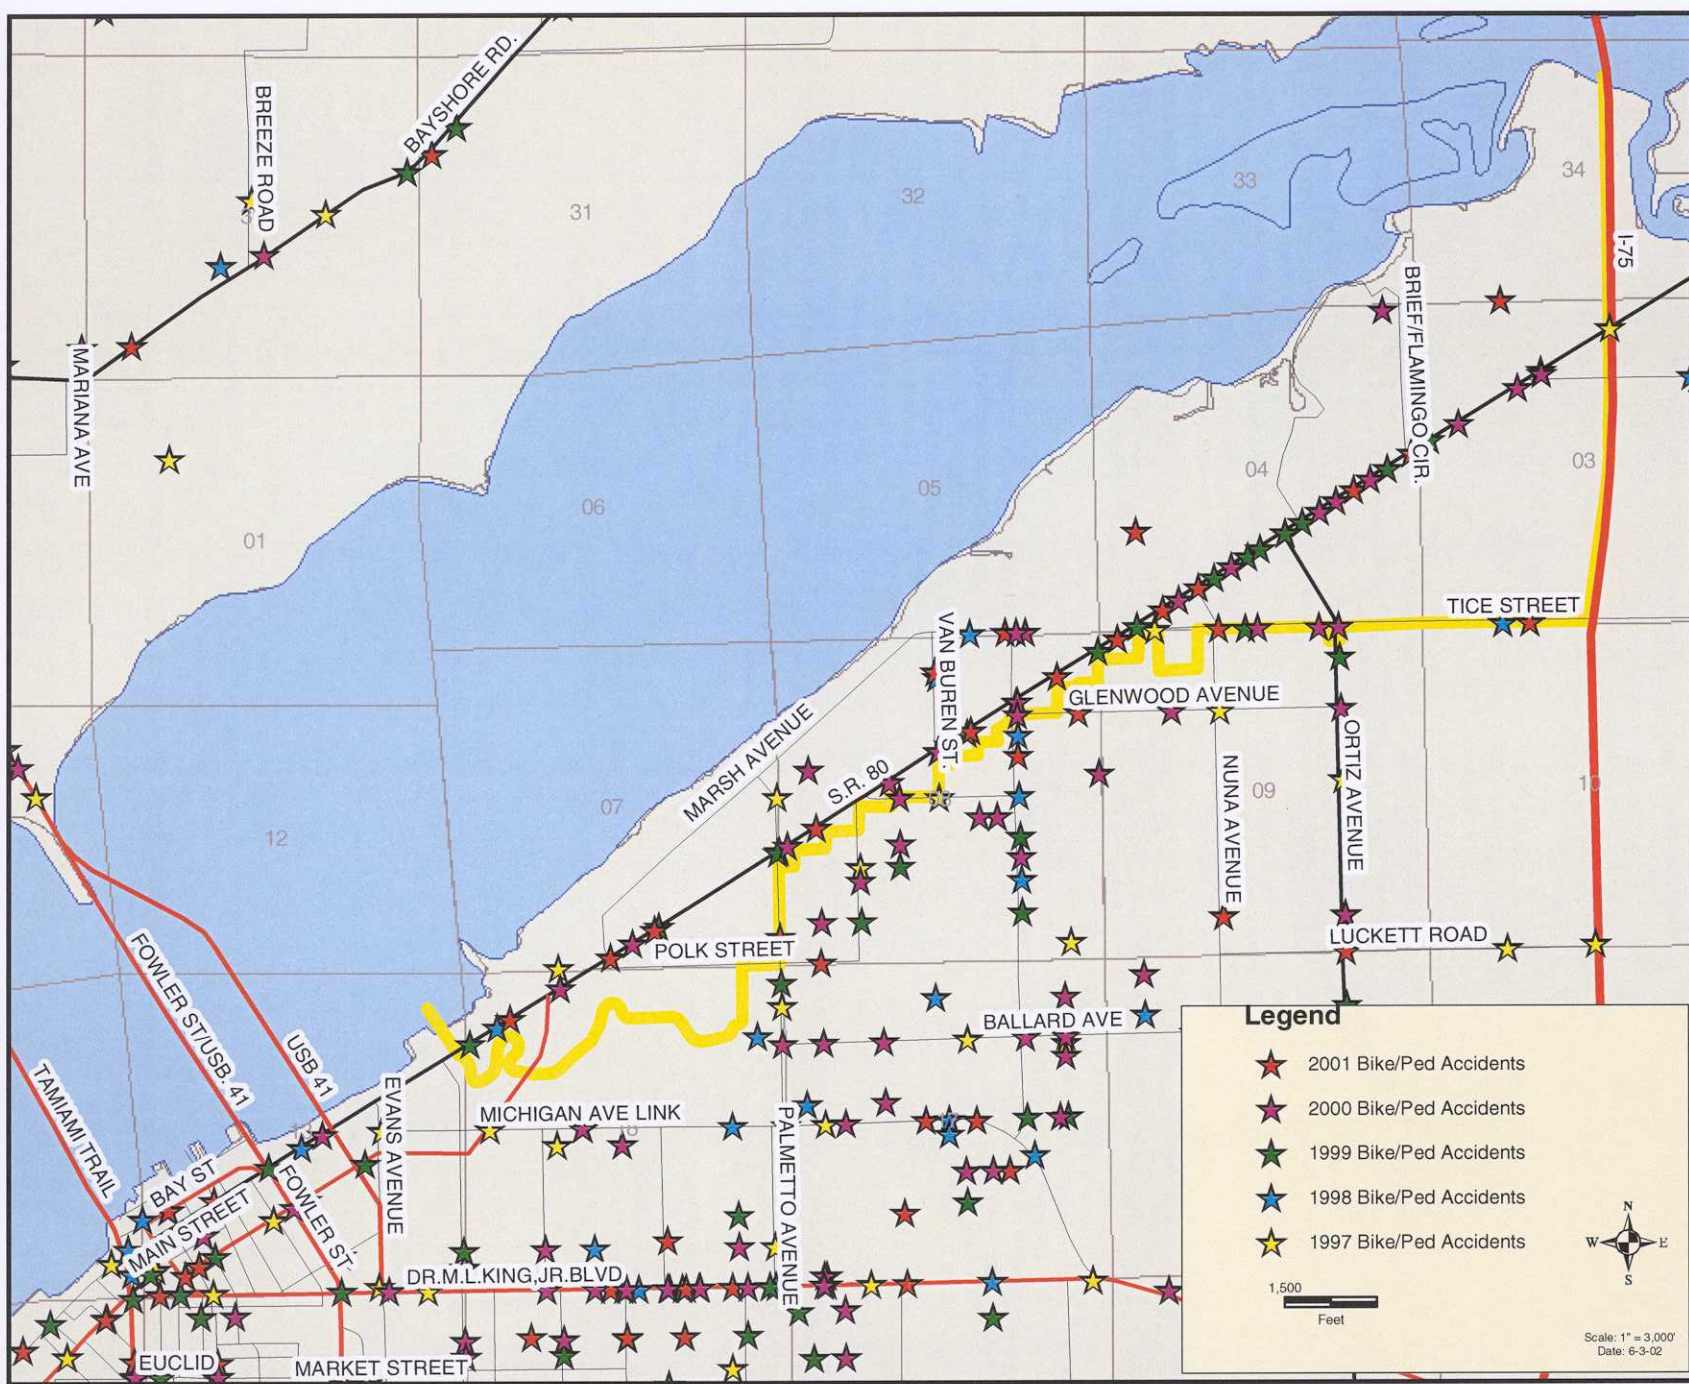 BREEZE ROAD
BAYSHORE RD.
31
32
33
34
I-75
MARIANA AVE
BRIEF/FLAMINGO CIR.
01
06
05
04
03
TICE STREET
VAN BUREN ST.
GLENWOOD AVENUE
MARSH AVENUE
S.R. 80
NUNA AVENUE
ORTIZ AVENUE
12
07
08
09
10
POLK STREET
LUCKETT ROAD
FOWLER ST/USB. 41
USB 41
BALLARD AVE
TAMIAMI TRAIL
EVANS AVENUE
MICHIGAN AVE LINK
PALMETTO AVENUE
BAY ST
MAIN STREET
FOWLER ST.
DR.M.L.KING,JR.BLVD
EUCLID
MARKET STREET
Legend
2001 Bike/Ped Accidents
2000 Bike/Ped Accidents
1999 Bike/Ped Accidents
1998 Bike/Ped Accidents
1997 Bike/Ped Accidents
N
W E
S
1,500
Feet
Scale: 1" = 3,000'
Date: 6-3-02